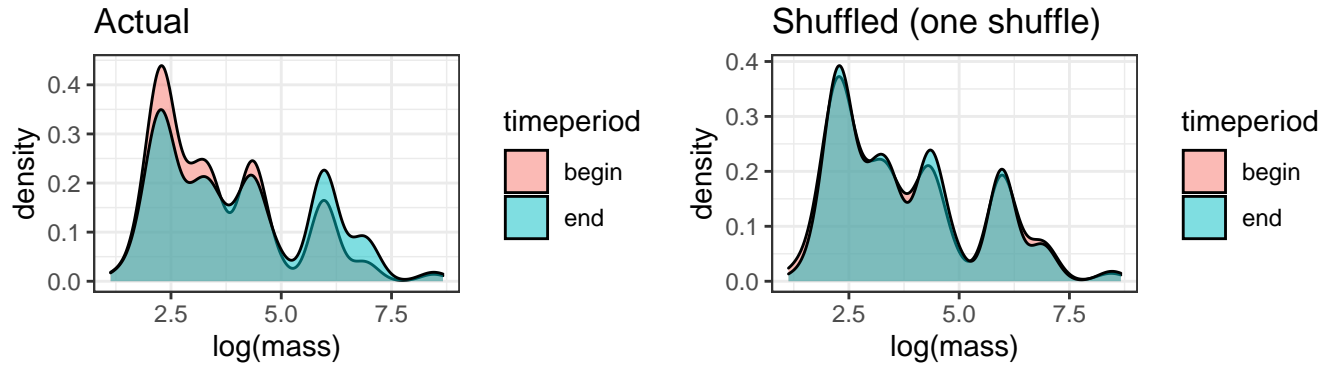 Actual
0.4
0.3
0.2
0.1
0.0
density
2.5 5.0 7.5
log(mass)
timeperiod
begin
end
Shuffled (one shuffle)
0.4
0.3
0.2
0.1
0.0
density
2.5 5.0 7.5
log(mass)
timeperiod
begin
end